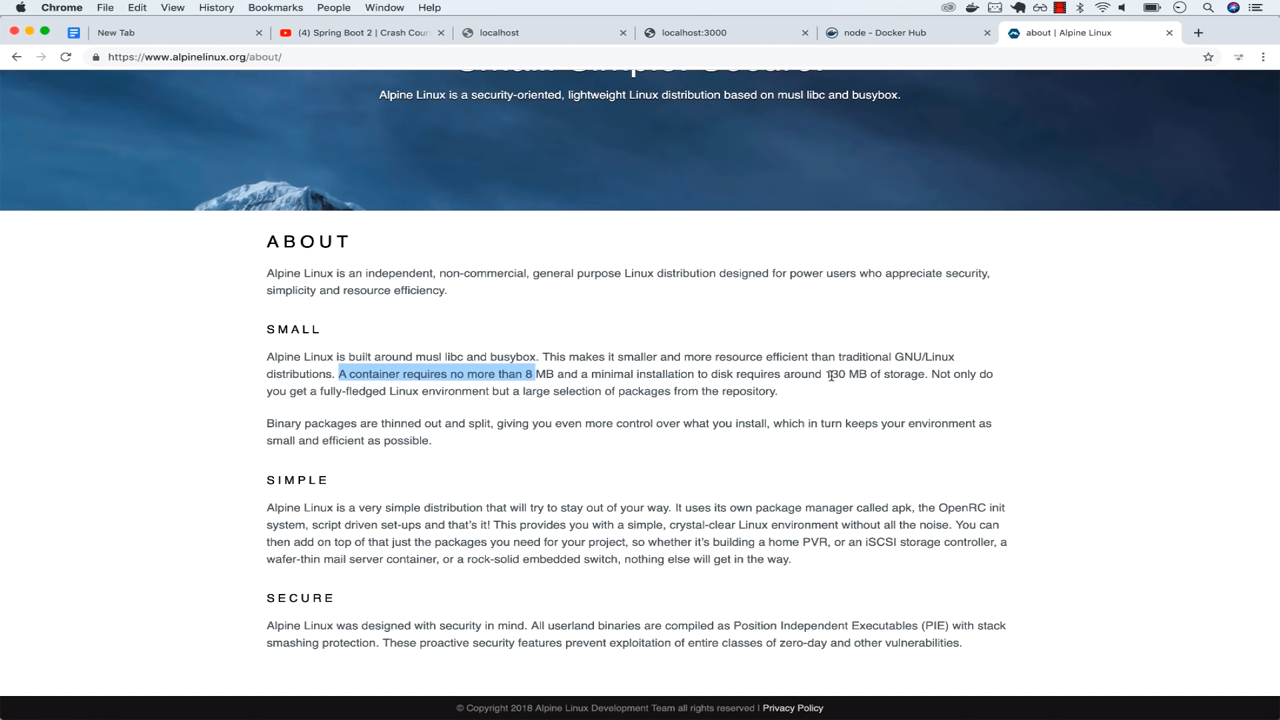 Chrome File Edit View History Bookmarks People Window Help
New Tab
(4) Spring Boot 2 | Crash Cour
localhost
localhost:3000
node - Docker Hub
about | Alpine Linux
https://www.alpinelinux.org/about/
Small. Simple. Secure.
Alpine Linux is a security-oriented, lightweight Linux distribution based on musl libc and busybox.
ABOUT
Alpine Linux is an independent, non-commercial, general purpose Linux distribution designed for power users who appreciate security,
simplicity and resource efficiency.
SMALL
Alpine Linux is built around musl libc and busybox. This makes it smaller and more resource efficient than traditional GNU/Linux
distributions. A container requires no more than 8 MB and a minimal installation to disk requires around 130 MB of storage. Not only do
you get a fully-fledged Linux environment but a large selection of packages from the repository.
Binary packages are thinned out and split, giving you even more control over what you install, which in turn keeps your environment as
small and efficient as possible.
SIMPLE
Alpine Linux is a very simple distribution that will try to stay out of your way. It uses its own package manager called apk, the OpenRC init
system, script driven set-ups and that's it! This provides you with a simple, crystal-clear Linux environment without all the noise. You can
then add on top of that just the packages you need for your project, so whether it's building a home PVR, or an iSCSI storage controller, a
wafer-thin mail server container, or a rock-solid embedded switch, nothing else will get in the way.
SECURE
Alpine Linux was designed with security in mind. All userland binaries are compiled as Position Independent Executables (PIE) with stack
smashing protection. These proactive security features prevent exploitation of entire classes of zero-day and other vulnerabilities.
© Copyright 2018 Alpine Linux Development Team all rights reserved | Privacy Policy